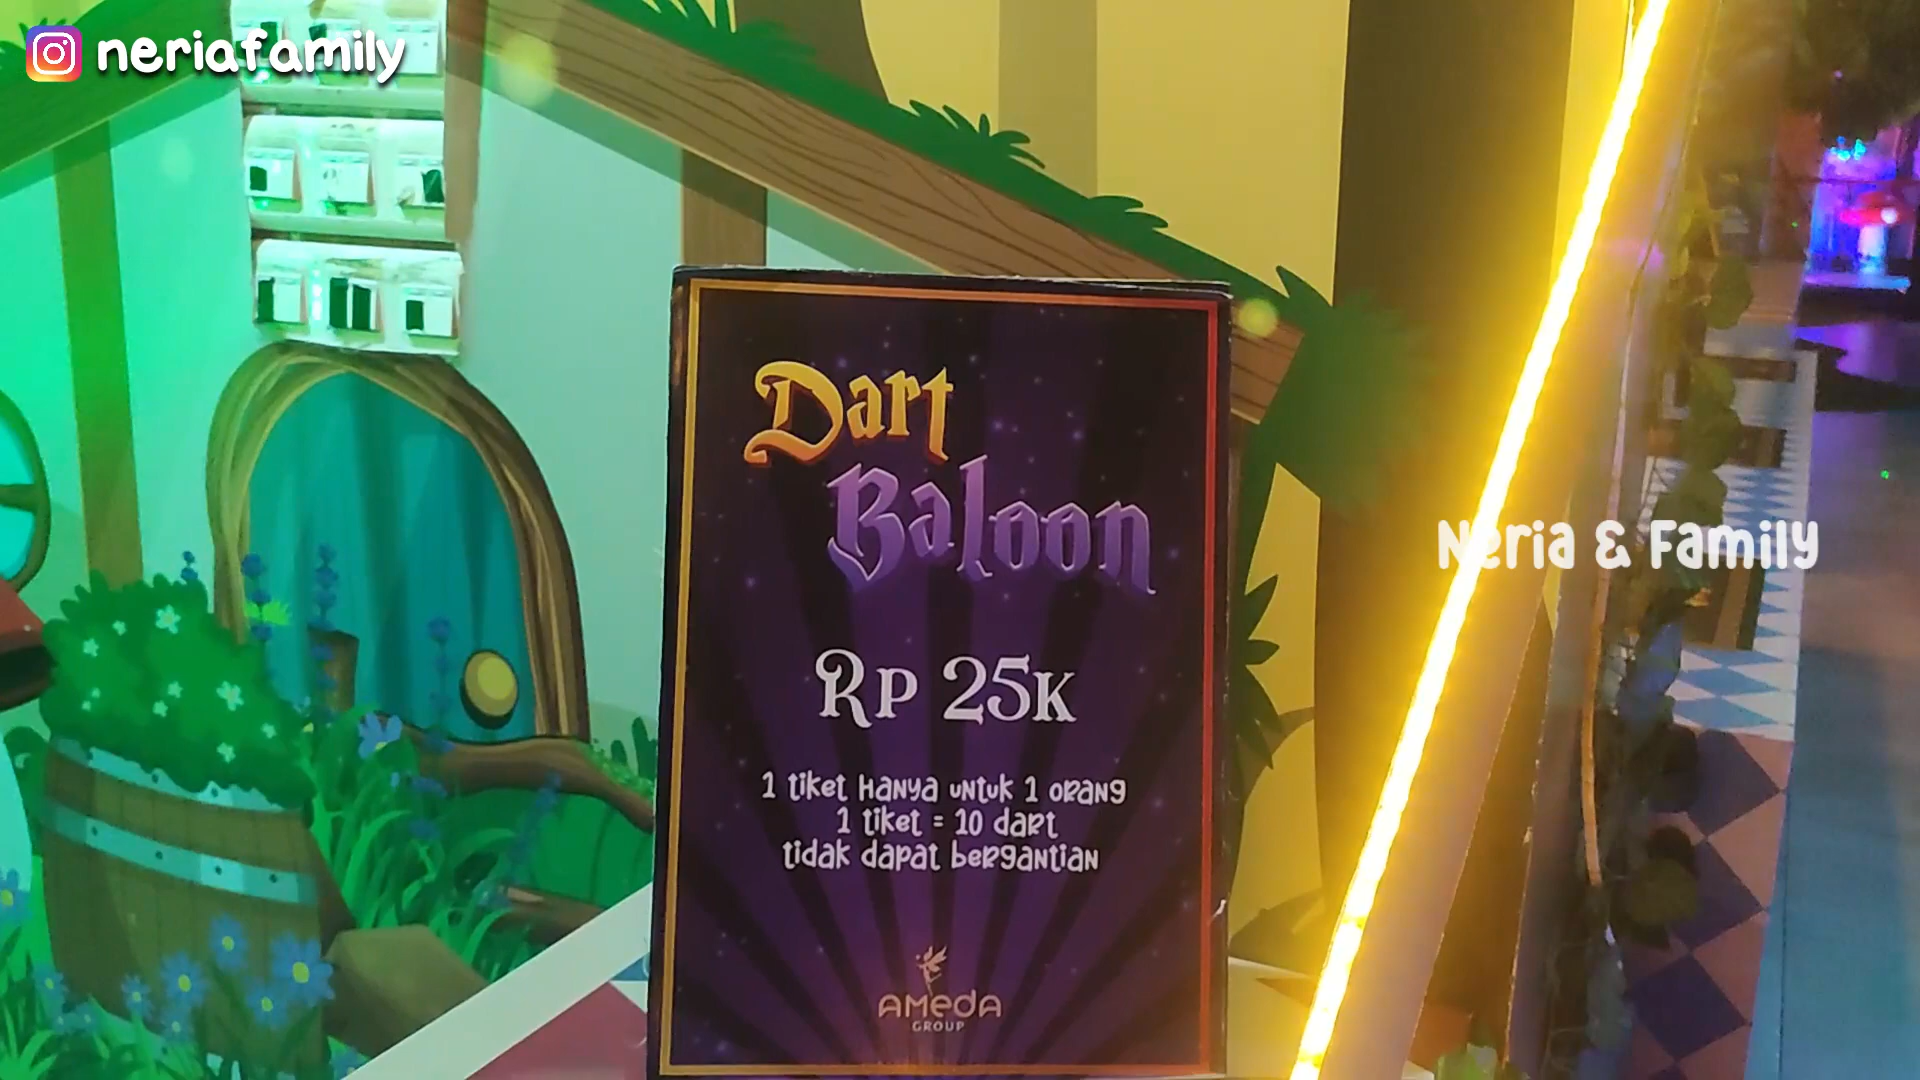 neriafamily
Dart
Baloon
Neria & Family
Rp 25K
1 tiket hanya untuk 1 orang
1 tiket = 10 dart
tidak dapat bergantian
AMEDA
GROUP